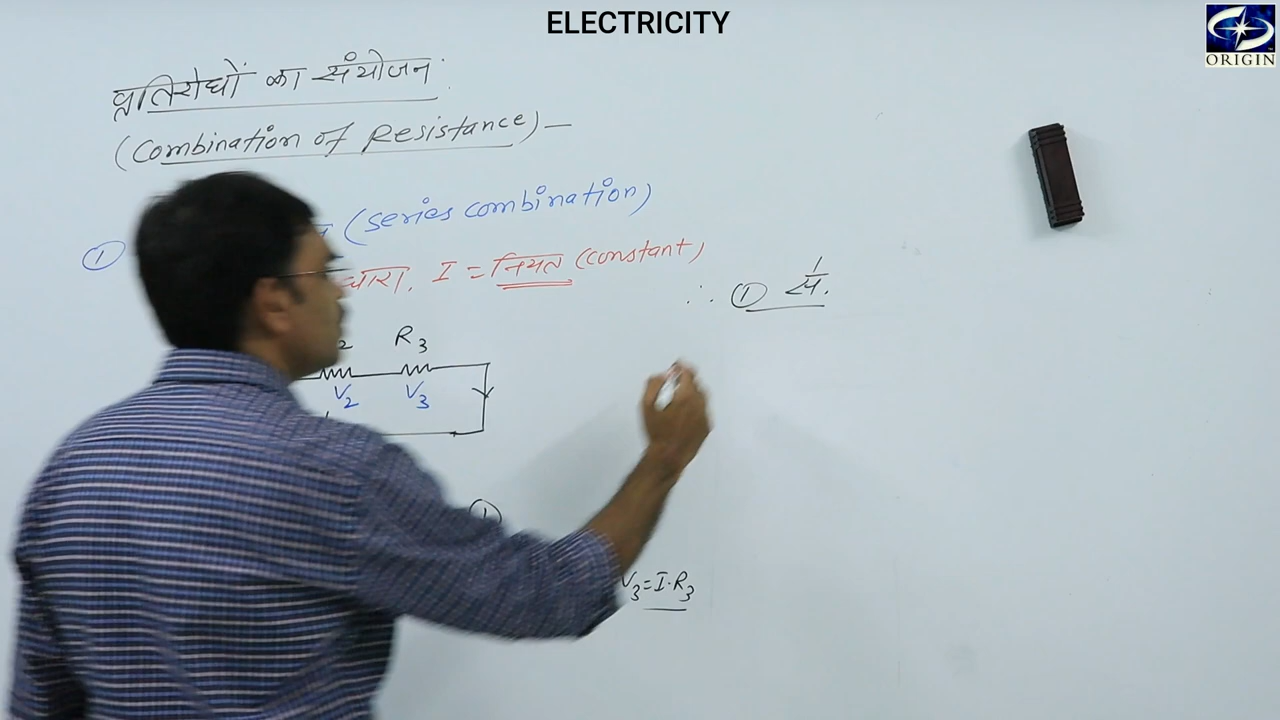 ELECTRICITY
ORIGIN
प्रतिरोधों का संयोजन:
(Combination of Resistance) —
① (series combination)
धारा, I = नियत (constant)
∴ ① स.
2 R3
V2 V3
①
V3 = I·R3